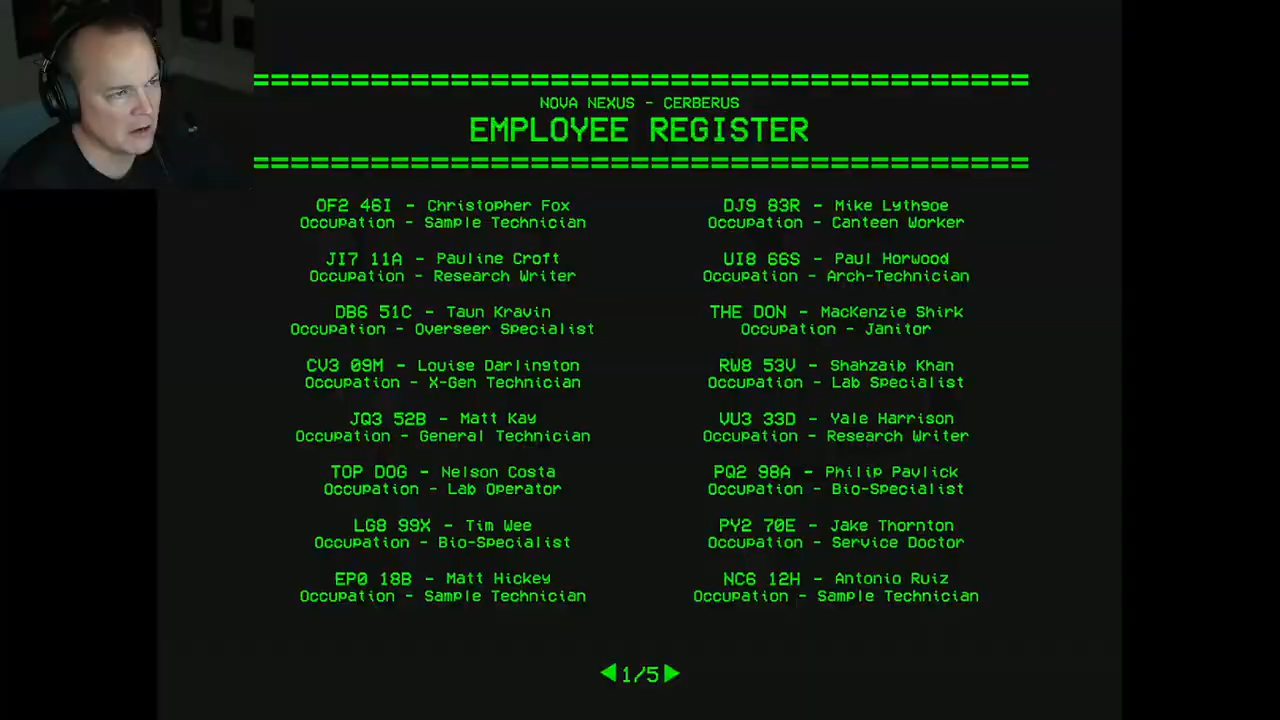 NOVA NEXUS - CERBERUS
EMPLOYEE REGISTER
OF2 46I - Christopher Fox
Occupation - Sample Technician
JI7 11A - Pauline Croft
Occupation - Research Writer
DB6 51C - Taun Kravin
Occupation - Overseer Specialist
CV3 09M - Louise Darlington
Occupation - X-Gen Technician
JQ3 52B - Matt Kay
Occupation - General Technician
TOP DOG - Nelson Costa
Occupation - Lab Operator
LG8 99X - Tim Wee
Occupation - Bio-Specialist
EP0 18B - Matt Hickey
Occupation - Sample Technician
DJ9 83R - Mike Lythgoe
Occupation - Canteen Worker
UI8 66S - Paul Horwood
Occupation - Arch-Technician
THE DON - MacKenzie Shirk
Occupation - Janitor
RW8 53V - Shahzaib Khan
Occupation - Lab Specialist
VU3 33D - Yale Harrison
Occupation - Research Writer
PQ2 98A - Philip Pavlick
Occupation - Bio-Specialist
PY2 70E - Jake Thornton
Occupation - Service Doctor
NC6 12H - Antonio Ruiz
Occupation - Sample Technician
1/5